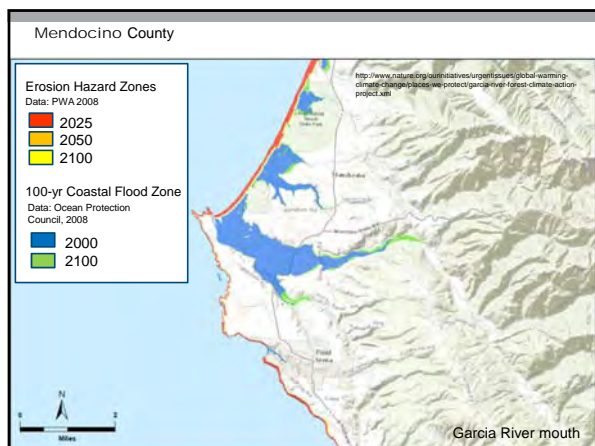 Mendocino County
http://www.nature.org/ourinitiatives/urgentissues/global-warming-
climate-change/places-we-protect/garcia-river-forest-climate-action-
project.xml
Erosion Hazard Zones
Data: PWA 2008
2025
2050
2100
100-yr Coastal Flood Zone
Data: Ocean Protection
Council, 2008
2000
2100
Point
Arena
N
0 2
Miles
Garcia River mouth